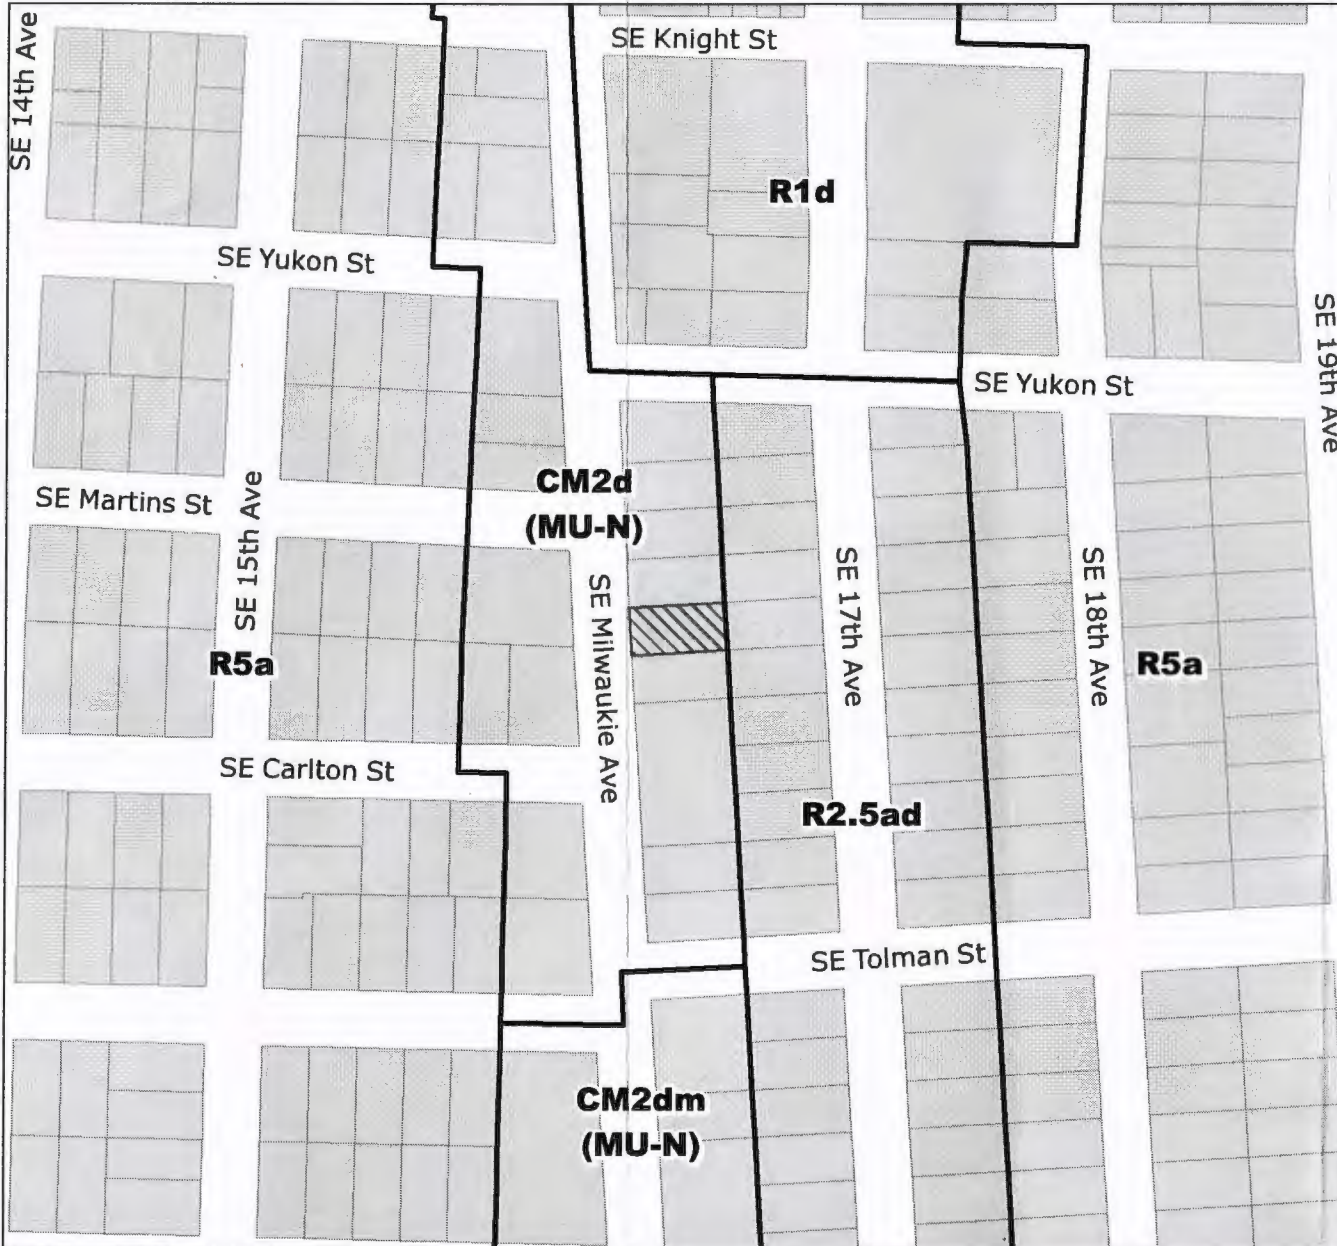 SE 14th Ave
SE Knight St
R1d
SE Yukon St
SE 19th Ave
SE Yukon St
CM2d
(MU-N)
SE Martins St
SE 15th Ave
SE Milwaukie Ave
SE 17th Ave
SE 18th Ave
R5a
R5a
SE Carlton St
R2.5ad
SE Tolman St
CM2dm
(MU-N)